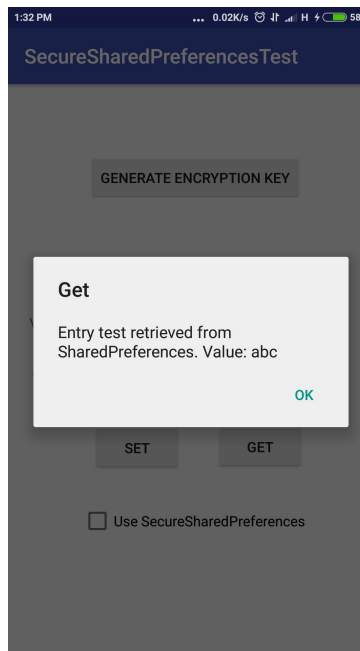 1:32 PM ... 0.02K/s H 58
SecureSharedPreferencesTest
GENERATE ENCRYPTION KEY
Get
Entry test retrieved from
SharedPreferences. Value: abc
OK
SET GET
Use SecureSharedPreferences